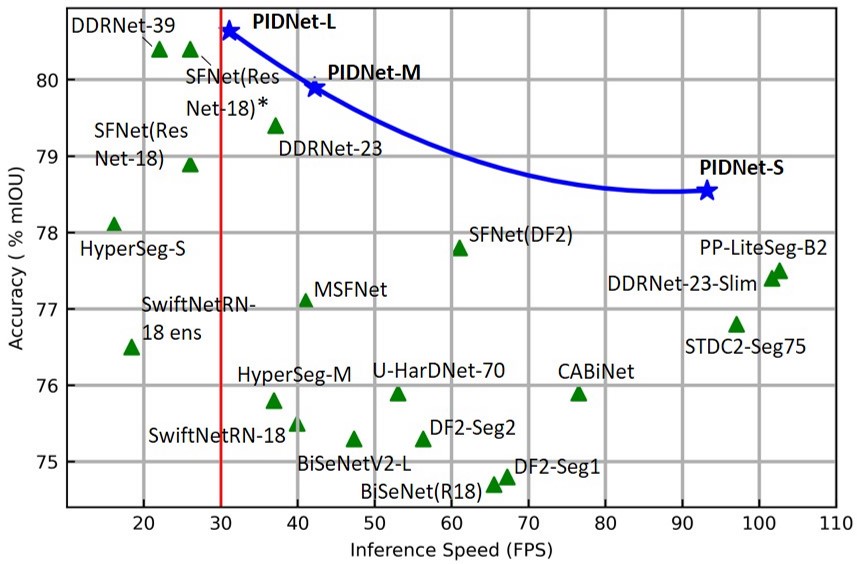 DDRNet-39
PIDNet-L
SFNet(Res
Net-18)*
PIDNet-M
SFNet(Res
Net-18)
DDRNet-23
PIDNet-S
HyperSeg-S
SFNet(DF2)
PP-LiteSeg-B2
DDRNet-23-Slim
MSFNet
SwiftNetRN-
18 ens
STDC2-Seg75
HyperSeg-M
U-HarDNet-70
CABiNet
SwiftNetRN-18
DF2-Seg2
BiSeNetV2-L
DF2-Seg1
BiSeNet(R18)
80
79
78
77
76
75
Accuracy ( % mIOU)
20 30 40 50 60 70 80 90 100 110
Inference Speed (FPS)